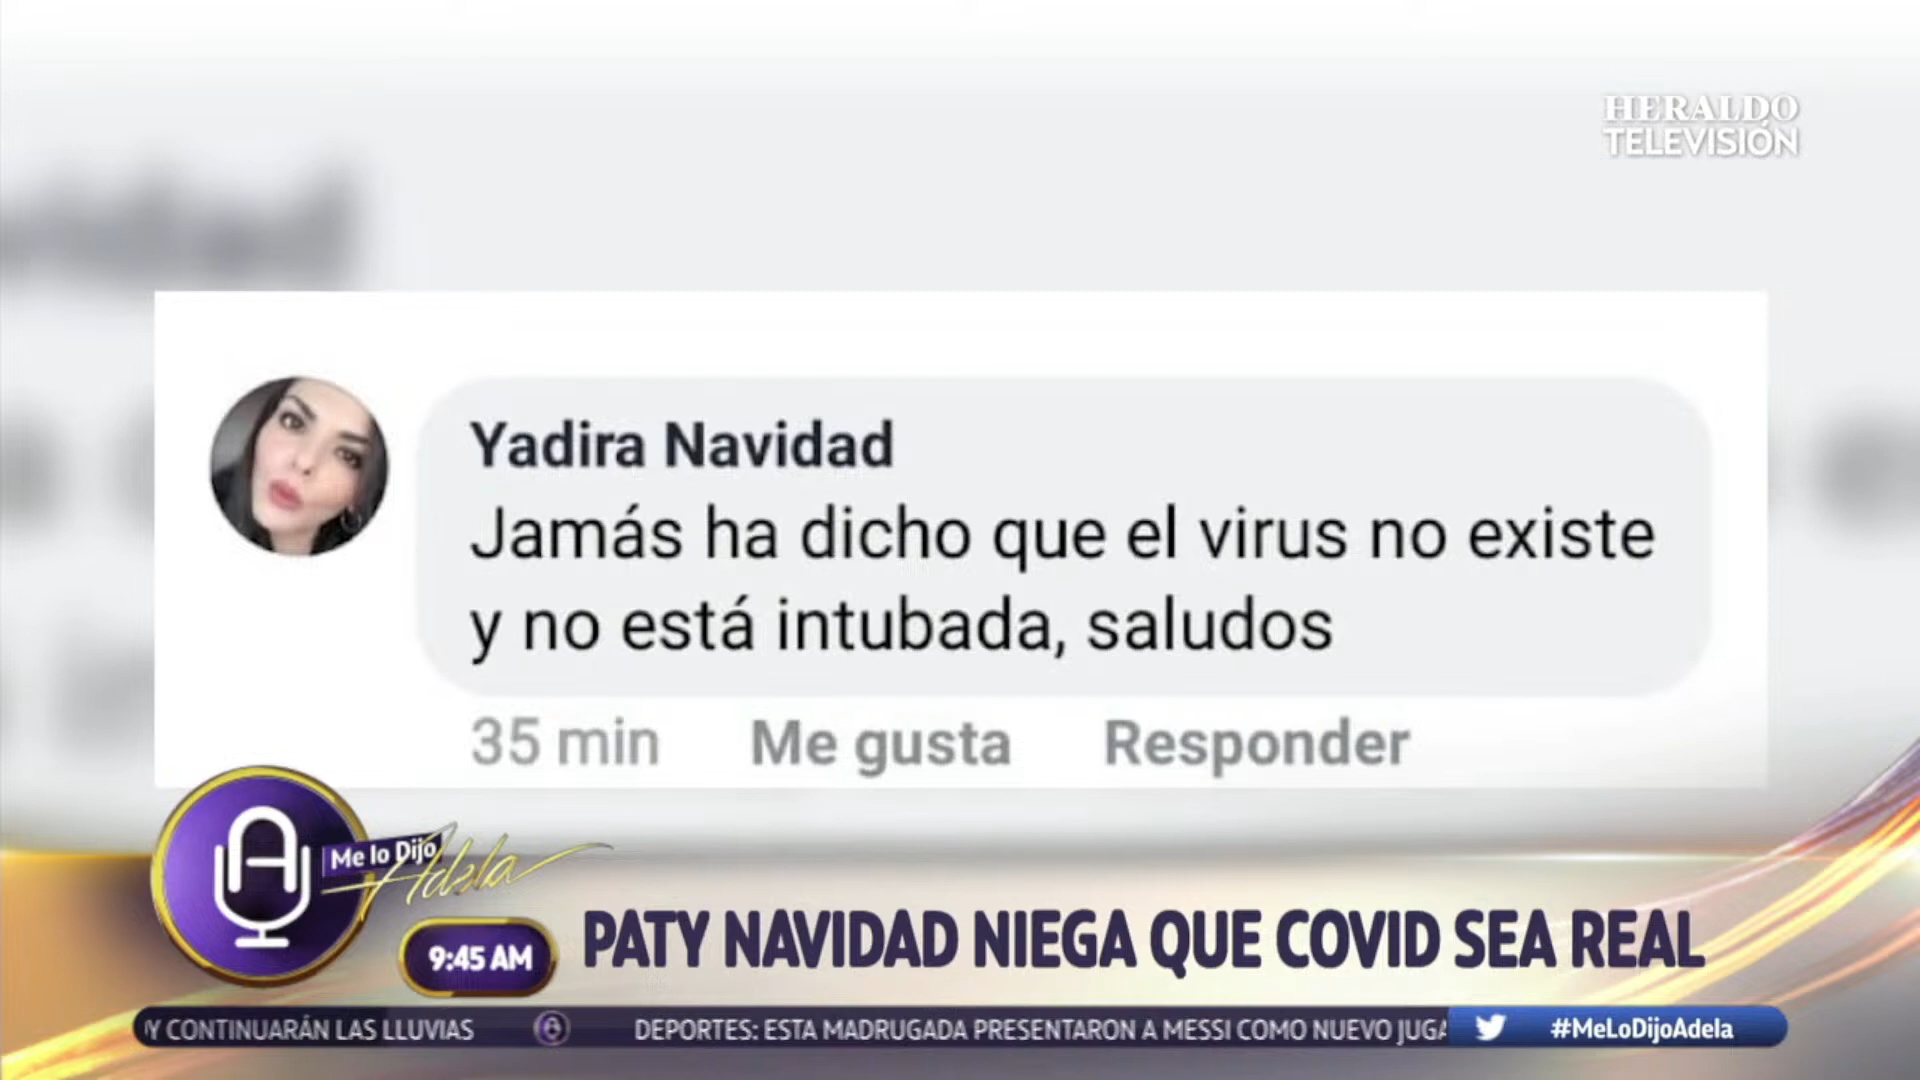 HERALDO
TELEVISIÓN
Yadira Navidad
Jamás ha dicho que el virus no existe
y no está intubada, saludos
35 min Me gusta Responder
Me lo Dijo
Adela
9:45 AM
PATY NAVIDAD NIEGA QUE COVID SEA REAL
Y CONTINUARÁN LAS LLUVIAS DEPORTES: ESTA MADRUGADA PRESENTARON A MESSI COMO NUEVO JUGA #MeLoDijoAdela